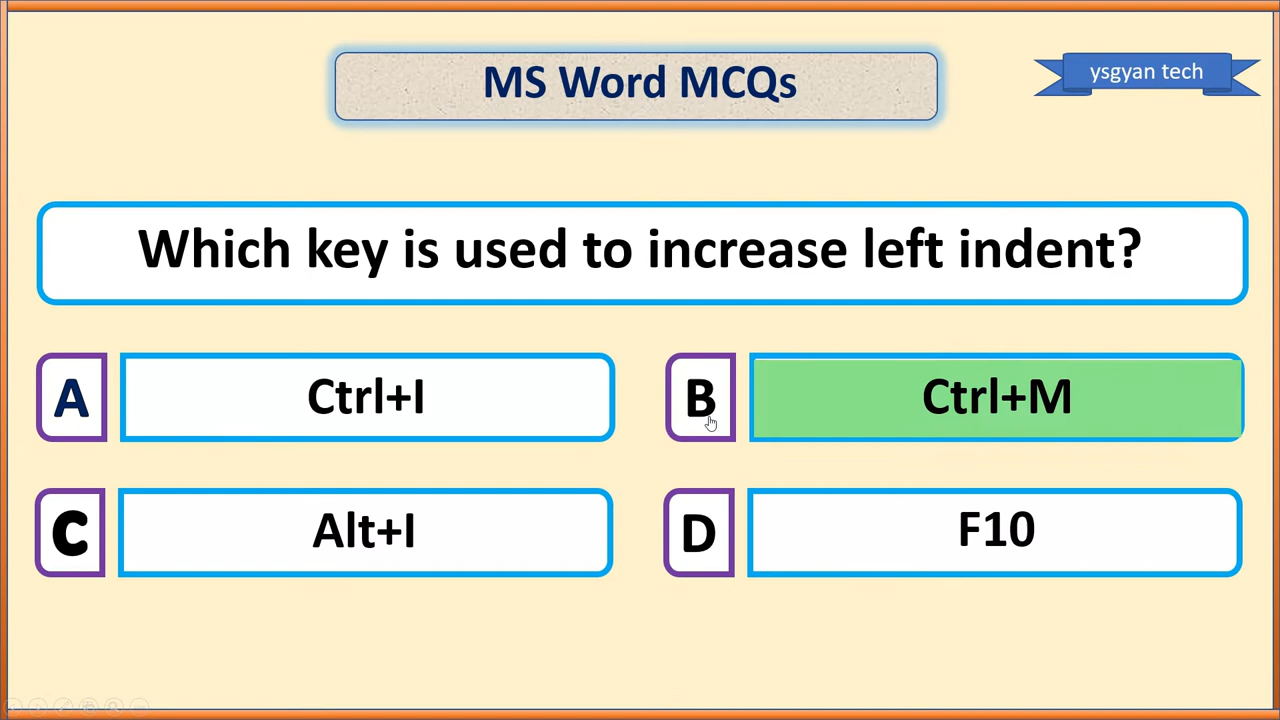 MS Word MCQs
ysgyan tech
Which key is used to increase left indent?
A
Ctrl+I
B
Ctrl+M
C
Alt+I
D
F10